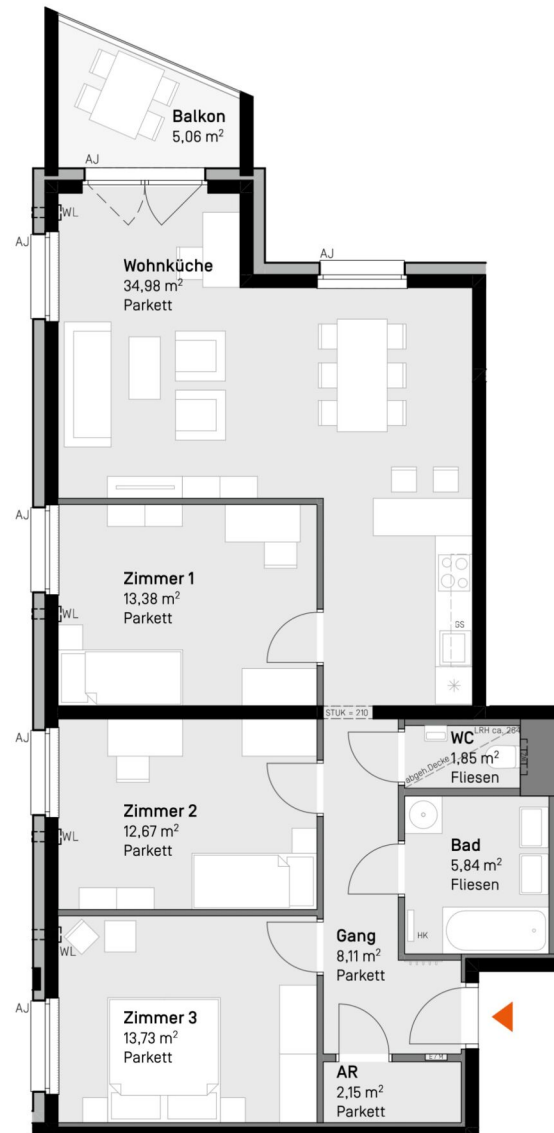 Balkon
5,06 m²
AJ
WL
AJ
Wohnküche
34,98 m²
Parkett
AJ
AJ
Zimmer 1
13,38 m²
Parkett
WL
GS
STUK = 210
AJ
Zimmer 2
12,67 m²
Parkett
WL
LRH ca. 264
WC
1,85 m²
Fliesen
abgeh.Decke
Bad
5,84 m²
Fliesen
HK
Gang
8,11 m²
Parkett
WL
AJ
Zimmer 3
13,73 m²
Parkett
E / M
AR
2,15 m²
Parkett